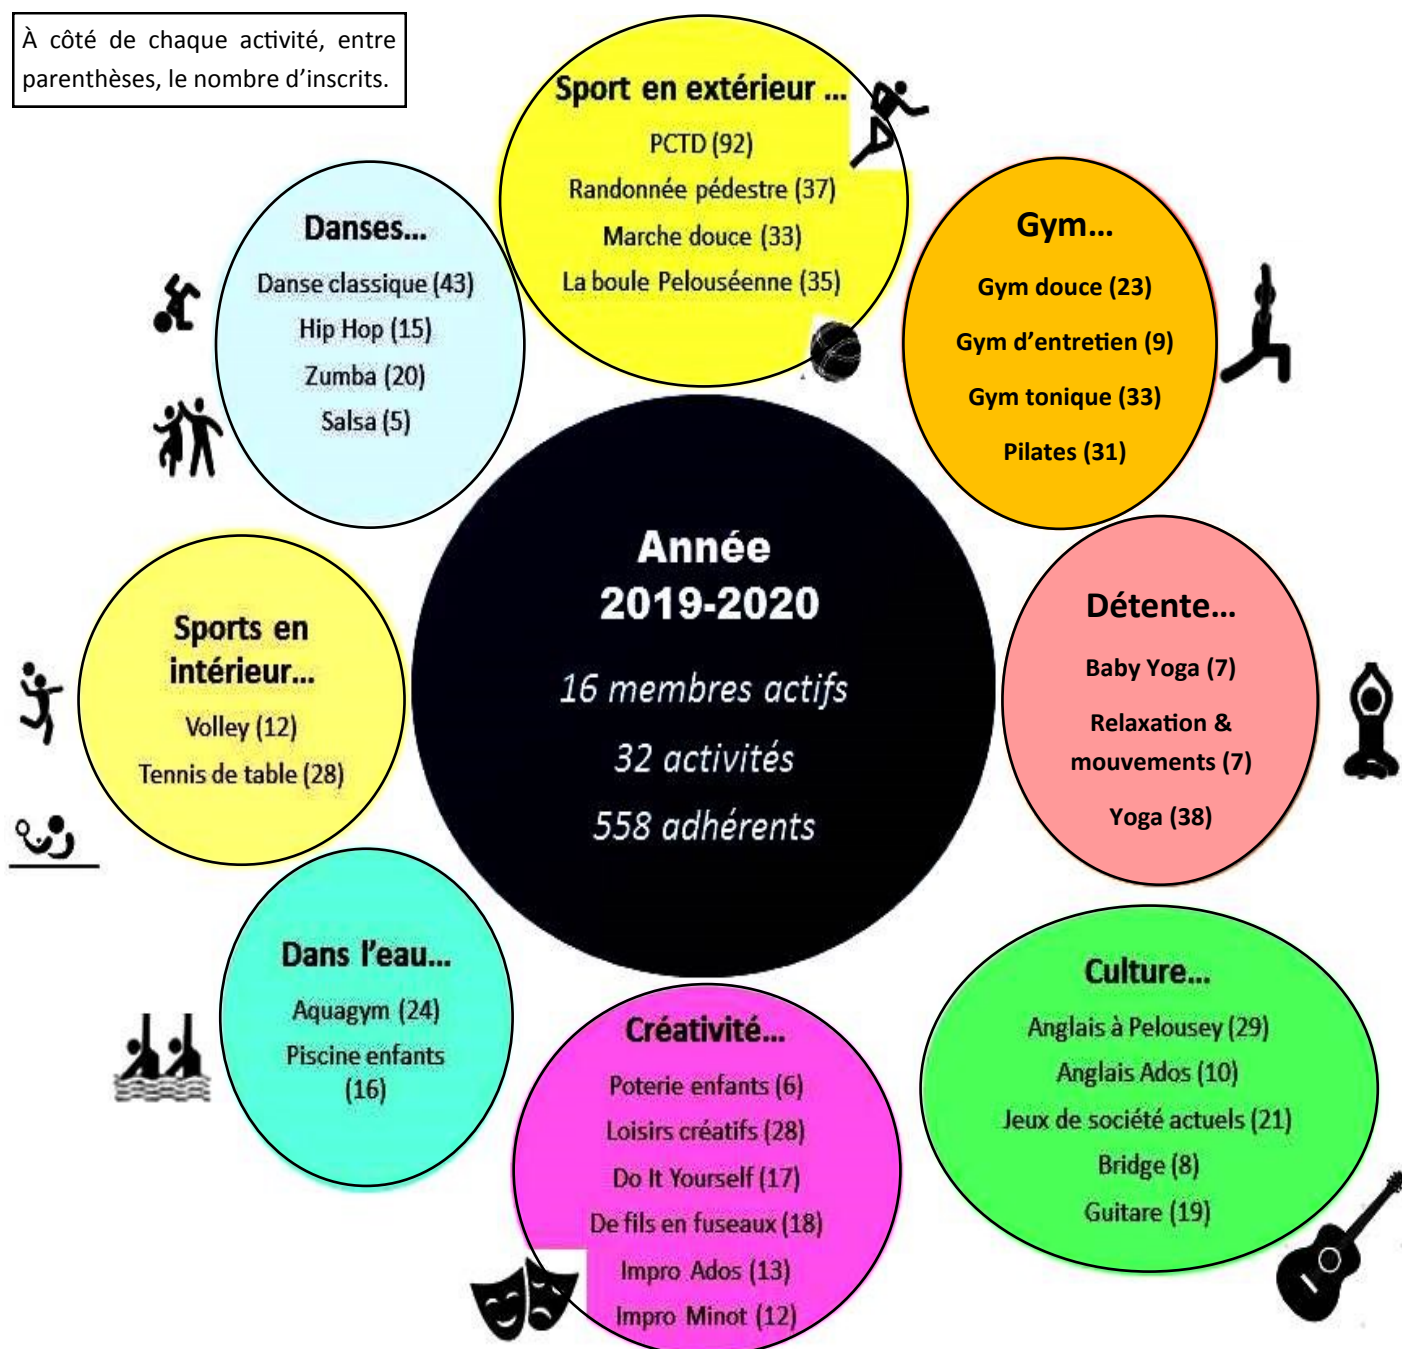 À côté de chaque activité, entre
parenthèses, le nombre d’inscrits.
Sport en extérieur ...
PCTD (92)
Randonnée pédestre (37)
Marche douce (33)
La boule Pelouséenne (35)
Danses...
Danse classique (43)
Hip Hop (15)
Zumba (20)
Salsa (5)
Gym...
Gym douce (23)
Gym d’entretien (9)
Gym tonique (33)
Pilates (31)
Année
2019-2020
16 membres actifs
32 activités
558 adhérents
Sports en
intérieur...
Volley (12)
Tennis de table (28)
Détente...
Baby Yoga (7)
Relaxation &
mouvements (7)
Yoga (38)
Dans l'eau...
Aquagym (24)
Piscine enfants
(16)
Créativité...
Poterie enfants (6)
Loisirs créatifs (28)
Do It Yourself (17)
De fils en fuseaux (18)
Impro Ados (13)
Impro Minot (12)
Culture...
Anglais à Pelousey (29)
Anglais Ados (10)
Jeux de société actuels (21)
Bridge (8)
Guitare (19)